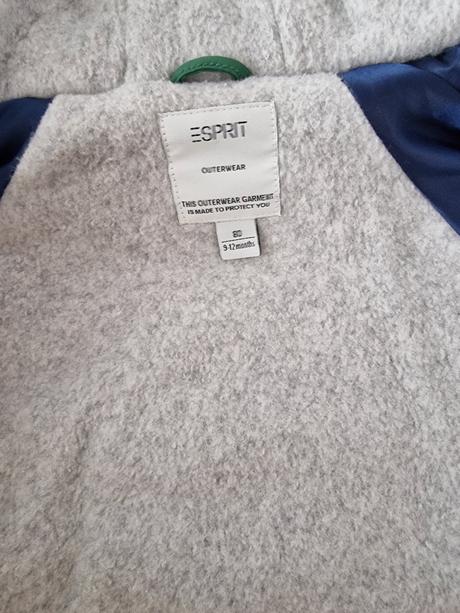 ESPRIT
OUTERWEAR
THIS OUTERWEAR GARMENT
IS MADE TO PROTECT YOU
80
9-12months